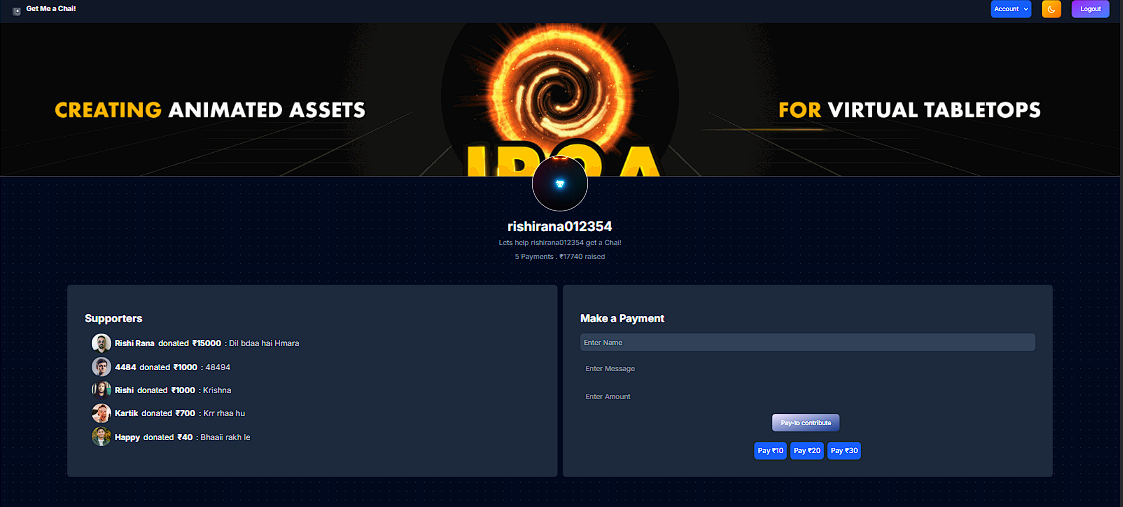 Get Me a Chai!
Account
Logout
CREATING ANIMATED ASSETS
FOR VIRTUAL TABLETOPS
rishirana012354
Lets help rishirana012354 get a Chai!
5 Payments . ₹17740 raised
Supporters
Rishi Rana donated ₹15000 : Dil bdaa hai Hmara
4484 donated ₹1000 : 48494
Rishi donated ₹1000 : Krishna
Kartik donated ₹700 : Krr rhaa hu
Happy donated ₹40 : Bhaaii rakh le
Make a Payment
Enter Name
Enter Message
Enter Amount
Pay-to contribute
Pay ₹10 Pay ₹20 Pay ₹30